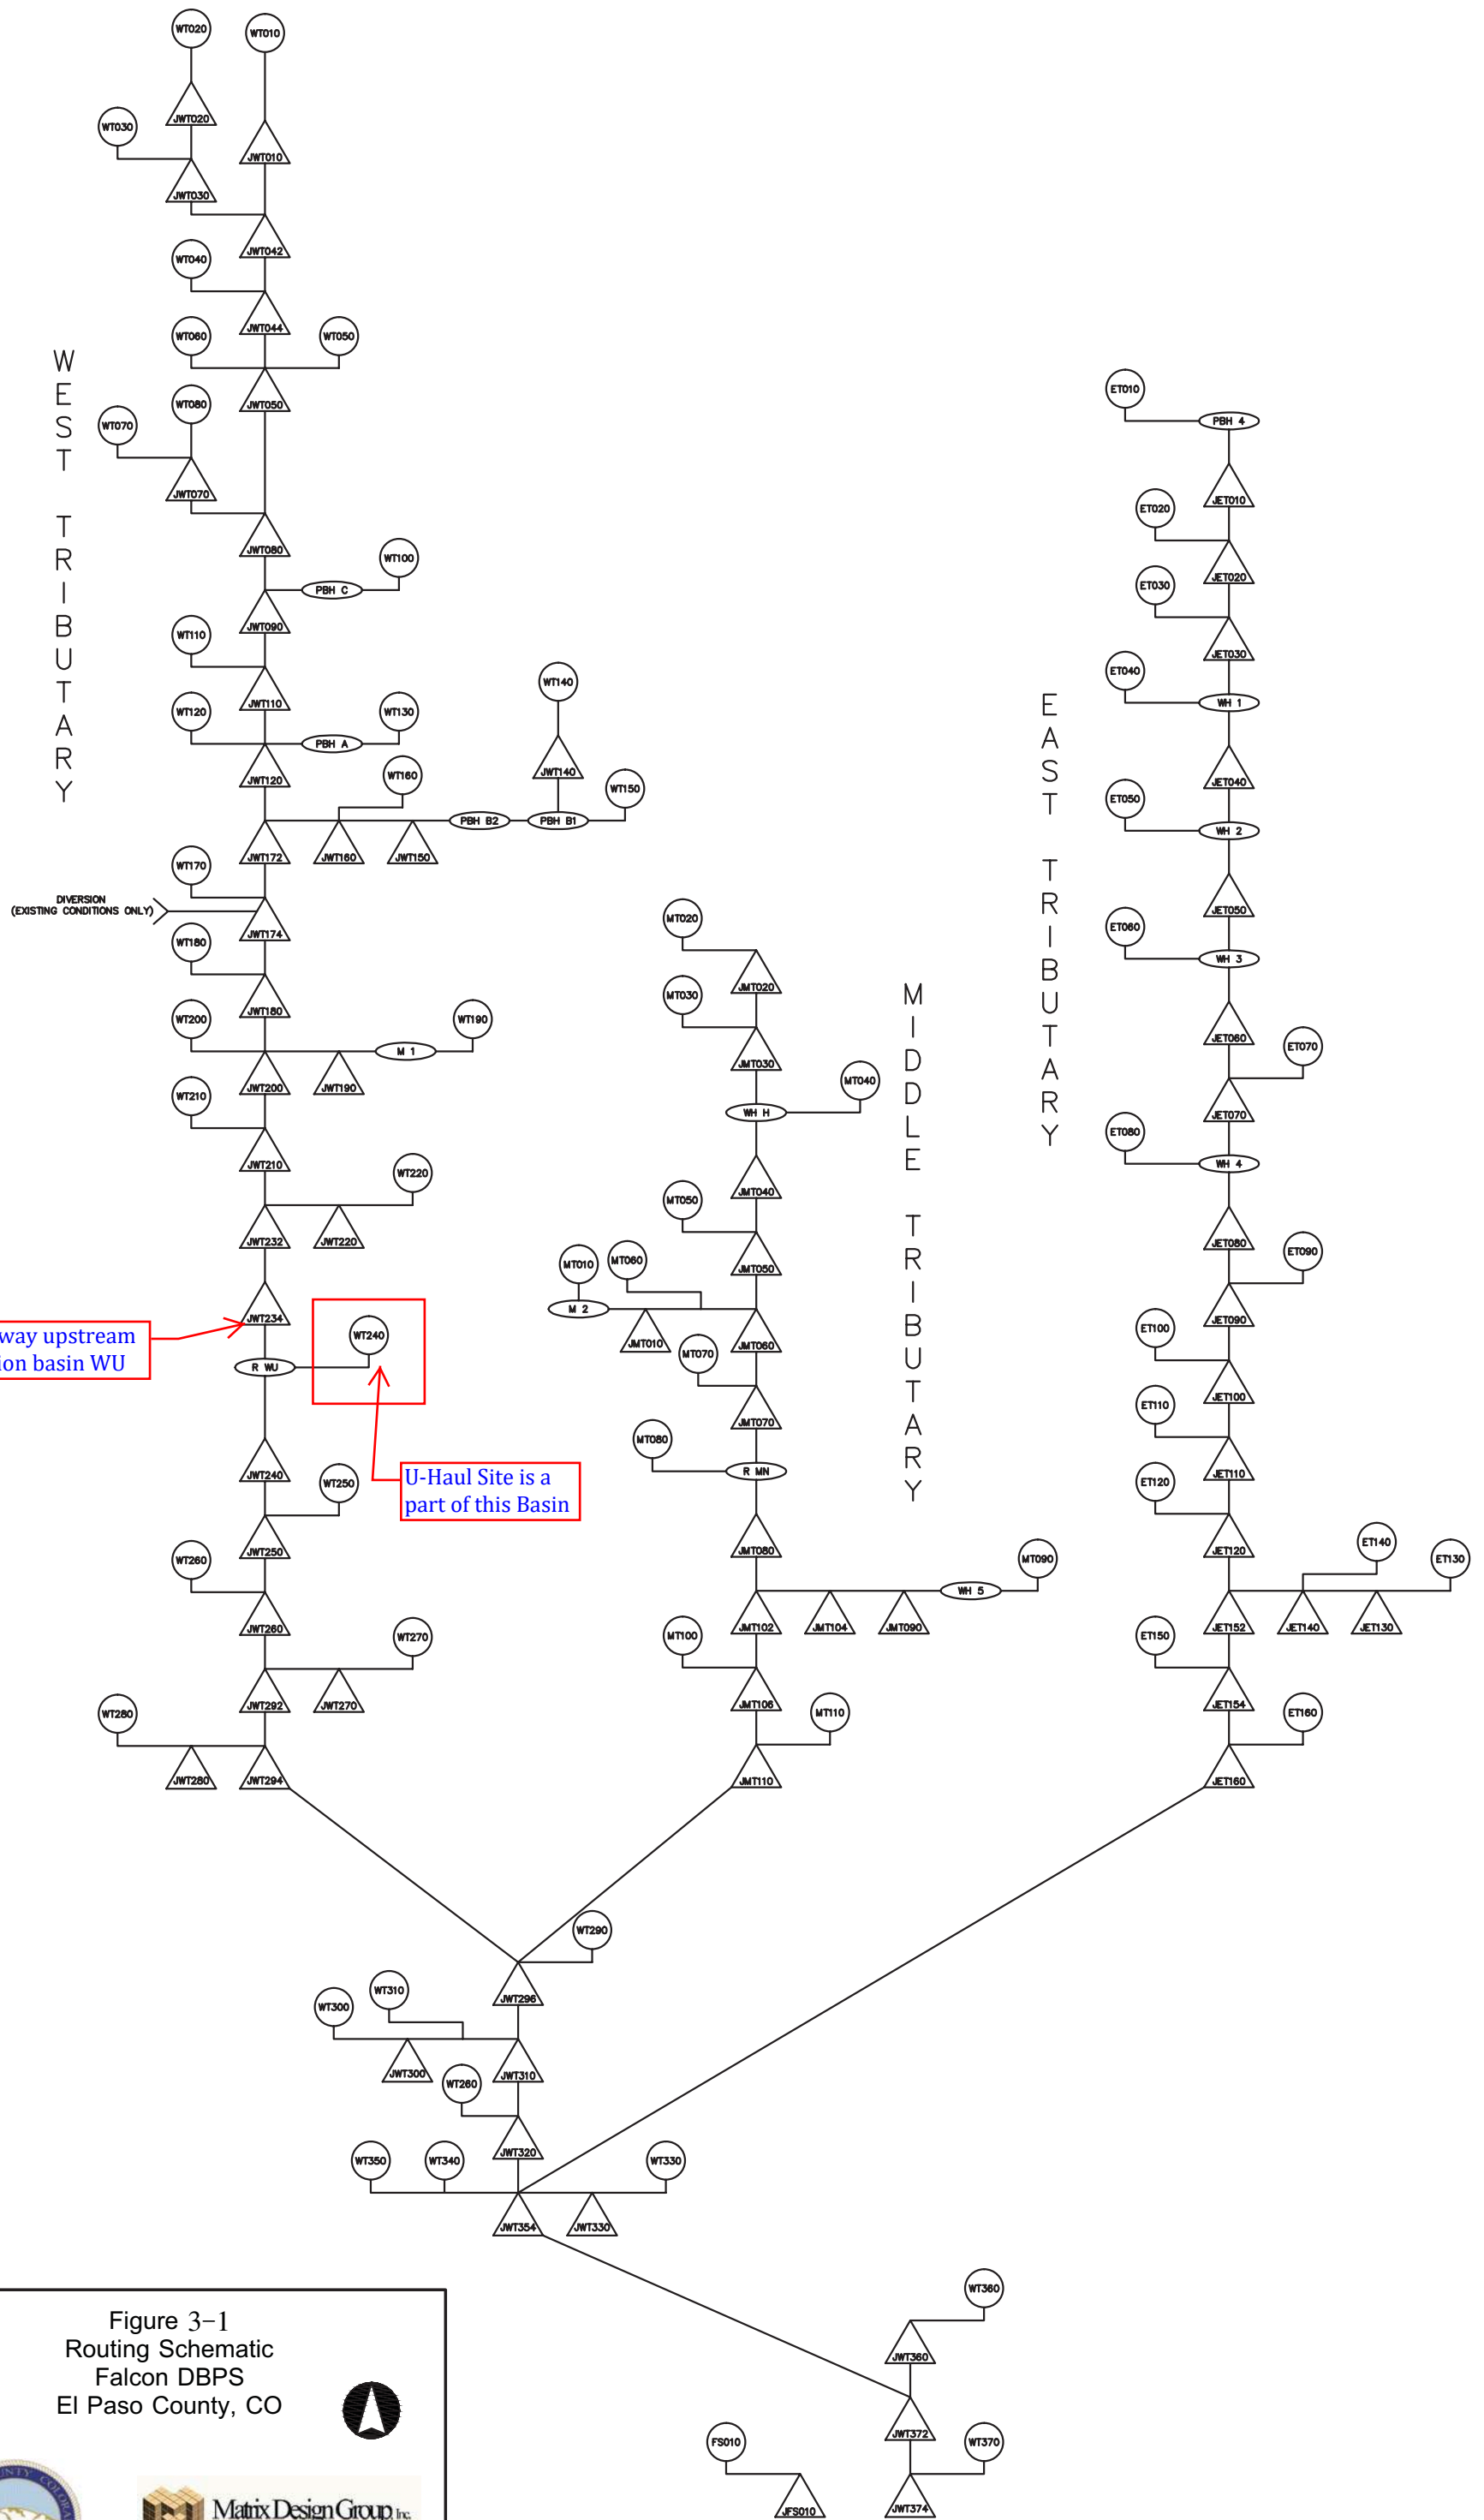 WT020
WT010
WT030
JWT020
JWT010
JWT030
JWT042
WT040
JWT044
WT060
WT050
JWT050
WT080
WT070
JWT070
JWT080
WT100
PBH C
JWT090
WT110
JWT110
WT120
WT130
PBH A
JWT120
WT140
JWT140
WT160
WT150
PBH B2
PBH B1
JWT172
JWT160
JWT150
WT170
DIVERSION
(EXISTING CONDITIONS ONLY)
JWT174
WT180
JWT180
WT200
WT190
M 1
JWT200
JWT190
WT210
JWT210
WT220
JWT232
JWT220
JWT234
way upstream
ion basin WU
WT240
R WU
U-Haul Site is a
part of this Basin
JWT240
WT250
JWT250
WT260
JWT260
WT270
JWT292
JWT270
WT280
JWT280
JWT294
WEST TRIBUTARY
MT020
JMT020
MT030
JMT030
MT040
WH H
JMT040
MT050
JMT050
MT010
MT060
M 2
JMT010
JMT060
MT070
JMT070
MT080
R MN
JMT080
MT090
WH 5
JMT102
JMT104
JMT090
MT100
JMT106
MT110
JMT110
MIDDLE TRIBUTARY
EAST TRIBUTARY
ET010
PBH 4
JET010
ET020
JET020
ET030
JET030
ET040
WH 1
JET040
ET050
WH 2
JET050
ET060
WH 3
JET060
ET070
JET070
ET080
WH 4
JET080
ET090
JET090
ET100
JET100
ET110
JET110
ET120
JET120
ET140
ET130
JET152
JET140
JET130
ET150
JET154
ET160
JET160
WT290
JWT296
WT310
WT300
JWT300
JWT310
WT260
JWT320
WT350
WT340
WT330
JWT354
JWT330
WT360
JWT360
JWT372
WT370
JWT374
FS010
JFS010
Figure 3-1
Routing Schematic
Falcon DBPS
El Paso County, CO
Matrix Design Group, Inc.